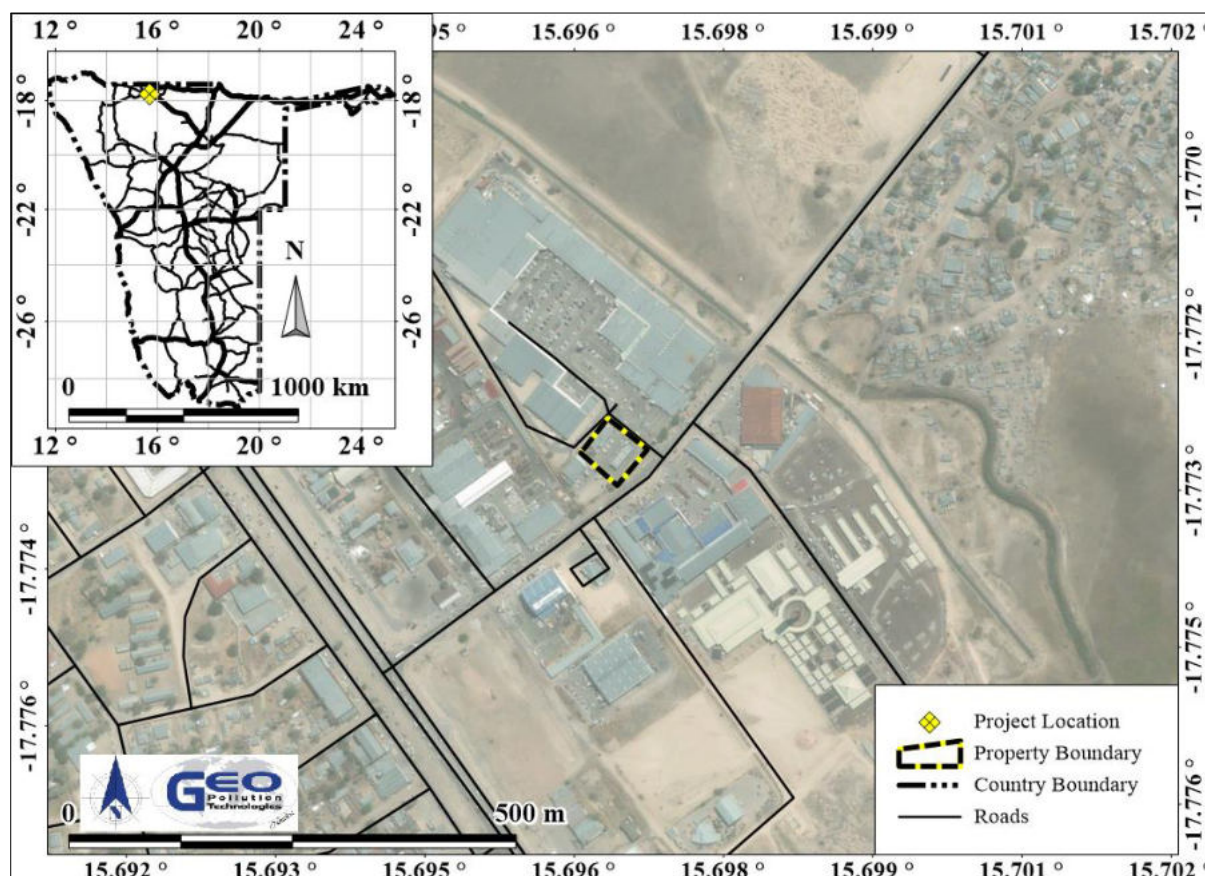 12 ° 16 ° 20 ° 24 °
95 ° 15.696 ° 15.698 ° 15.699 ° 15.701 ° 15.702 °
-18 ° -18 °
-22 ° -22 °
-26 ° -26 °
N
0 1000 km
12 ° 16 ° 20 ° 24 °
-17.770 °
-17.772 °
-17.773 °
-17.774 ° -17.775 °
-17.776 ° -17.776 °
Project Location
Property Boundary
Country Boundary
Roads
N
GEO
Pollution
Technologies
0 500 m
15.692 ° 15.693 ° 15.695 ° 15.696 ° 15.698 ° 15.699 ° 15.701 ° 15.702 °